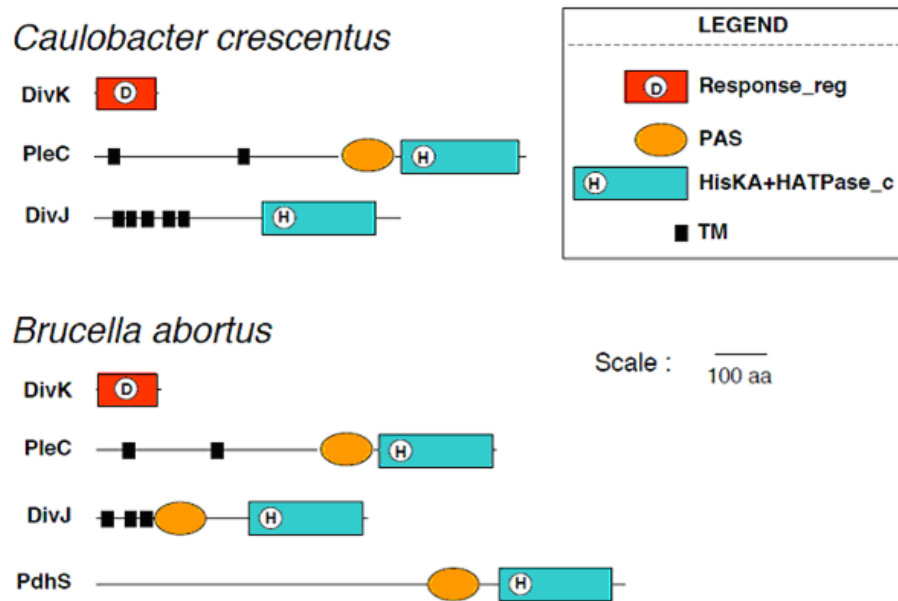 Caulobacter crescentus
DivK
D
PleC
H
DivJ
H
LEGEND
D
Response_reg
PAS
H
HisKA+HATPase_c
TM
Brucella abortus
DivK
D
PleC
H
DivJ
H
PdhS
H
Scale :
100 aa